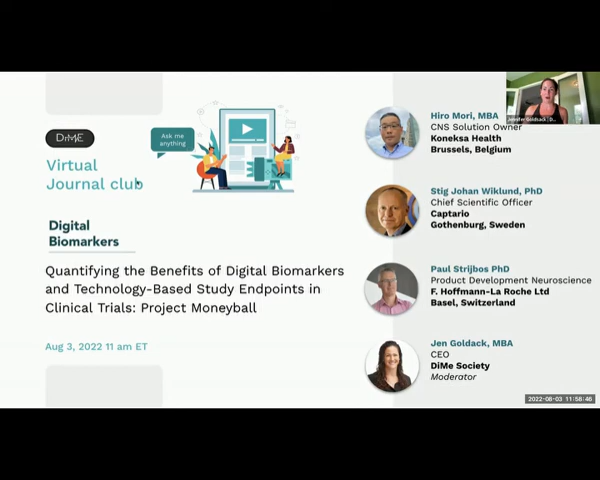 DiME
Virtual
Journal club
Ask me
anything
Digital
Biomarkers
Quantifying the Benefits of Digital Biomarkers
and Technology-Based Study Endpoints in
Clinical Trials: Project Moneyball
Aug 3, 2022 11 am ET
Hiro Mori, MBA
CNS Solution Owner
Koneksa Health
Brussels, Belgium
Stig Johan Wiklund, PhD
Chief Scientific Officer
Captario
Gothenburg, Sweden
Paul Strijbos PhD
Product Development Neuroscience
F. Hoffmann-La Roche Ltd
Basel, Switzerland
Jen Goldack, MBA
CEO
DiMe Society
Moderator
Jennifer Goldsack : D...
2022-08-03 11:58:46